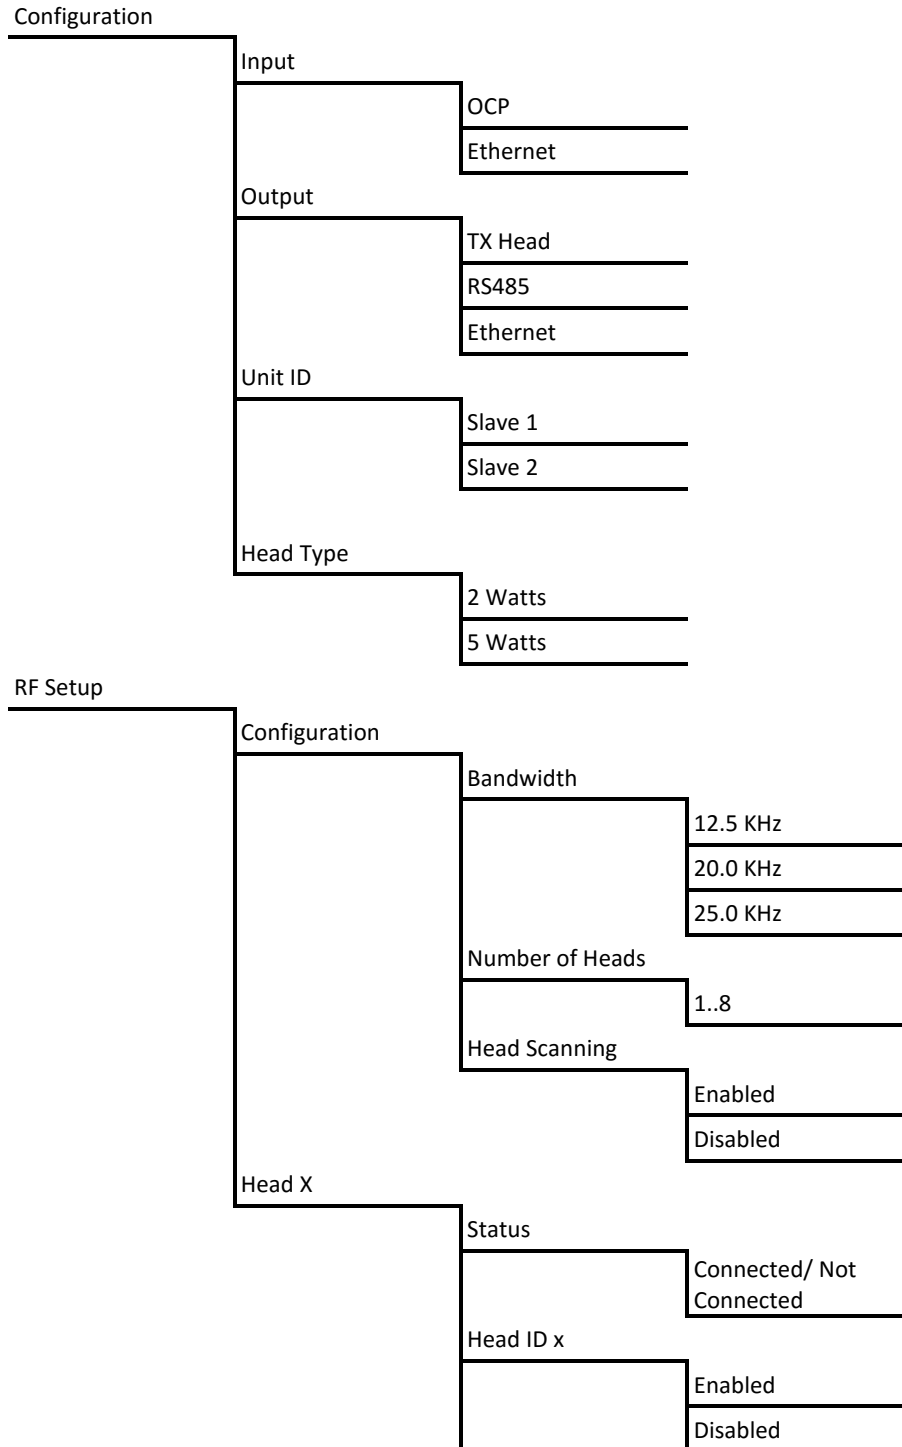 Configuration
Input
OCP
Ethernet
Output
TX Head
RS485
Ethernet
Unit ID
Slave 1
Slave 2
Head Type
2 Watts
5 Watts
RF Setup
Configuration
Bandwidth
12.5 KHz
20.0 KHz
25.0 KHz
Number of Heads
1..8
Head Scanning
Enabled
Disabled
Head X
Status
Connected/ Not
Connected
Head ID x
Enabled
Disabled